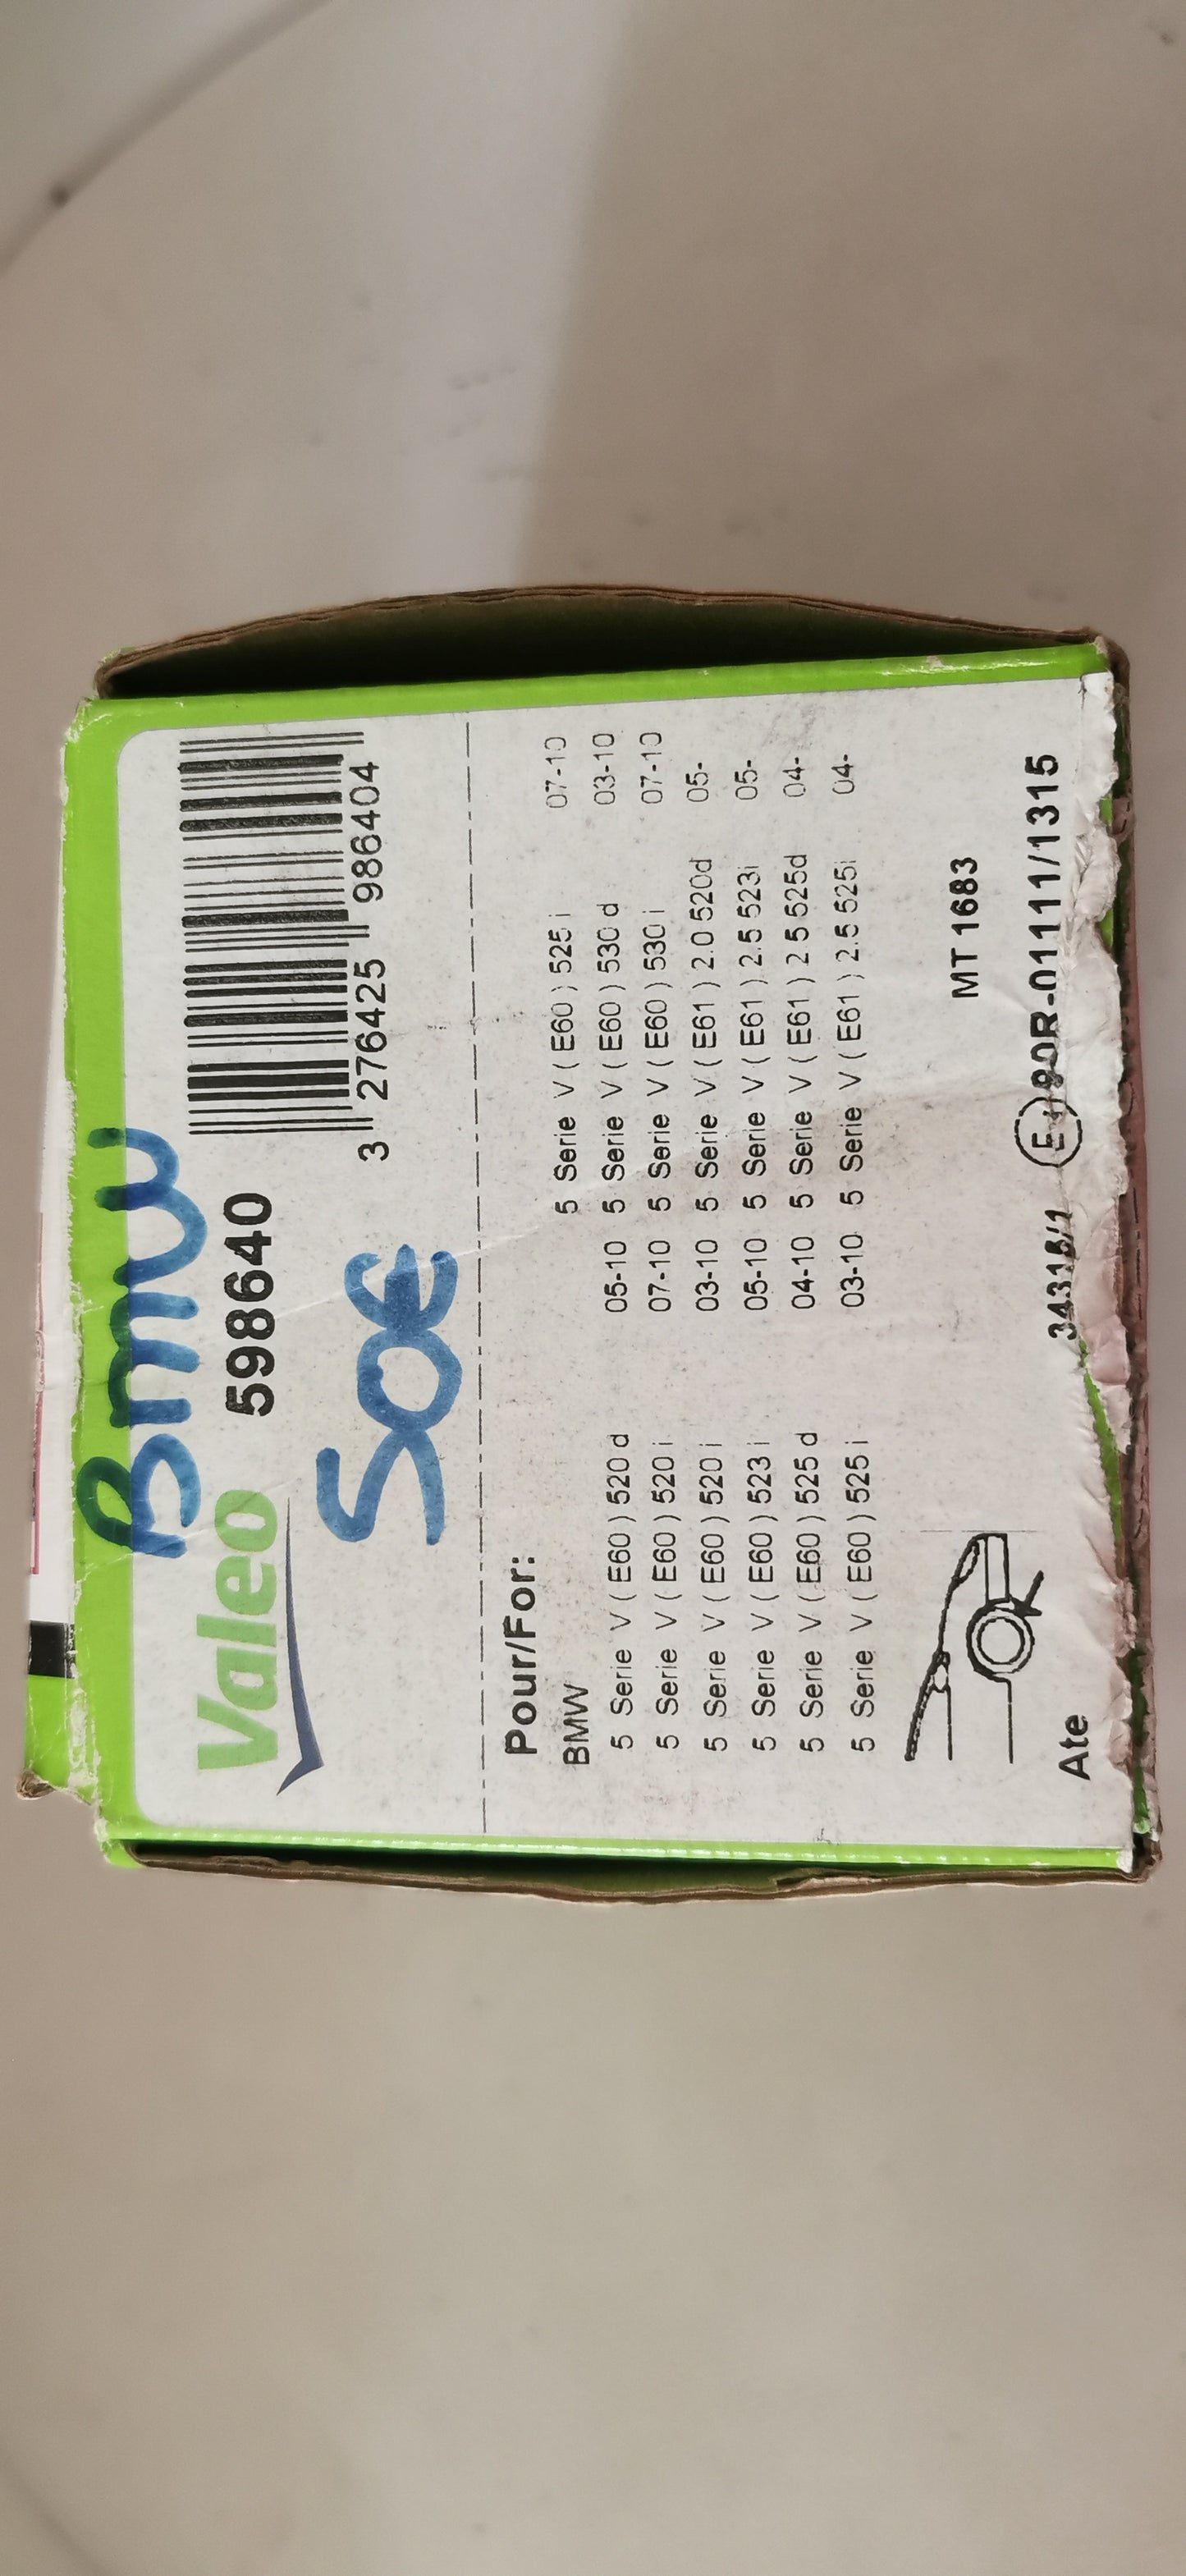 Bmw
Valeo 598640
3 276425 986404
SQE
Pour/For:
BMW
5 Serie V ( E60 ) 520 d 05-10
5 Serie V ( E60 ) 520 i 07-10
5 Serie V ( E60 ) 520 i 03-10
5 Serie V ( E60 ) 523 i 05-10
5 Serie V ( E60 ) 525 d 04-10
5 Serie V ( E60 ) 525 i 03-10
5 Serie V ( E60 ) 525 i 07-10
5 Serie V ( E60 ) 530 d 03-10
5 Serie V ( E60 ) 530 i 07-10
5 Serie V ( E61 ) 2.0 520d 05-
5 Serie V ( E61 ) 2.5 523i 05-
5 Serie V ( E61 ) 2 5 525d 04-
5 Serie V ( E61 ) 2.5 525i 04-
MT 1683
Ate 90R-01111/1315